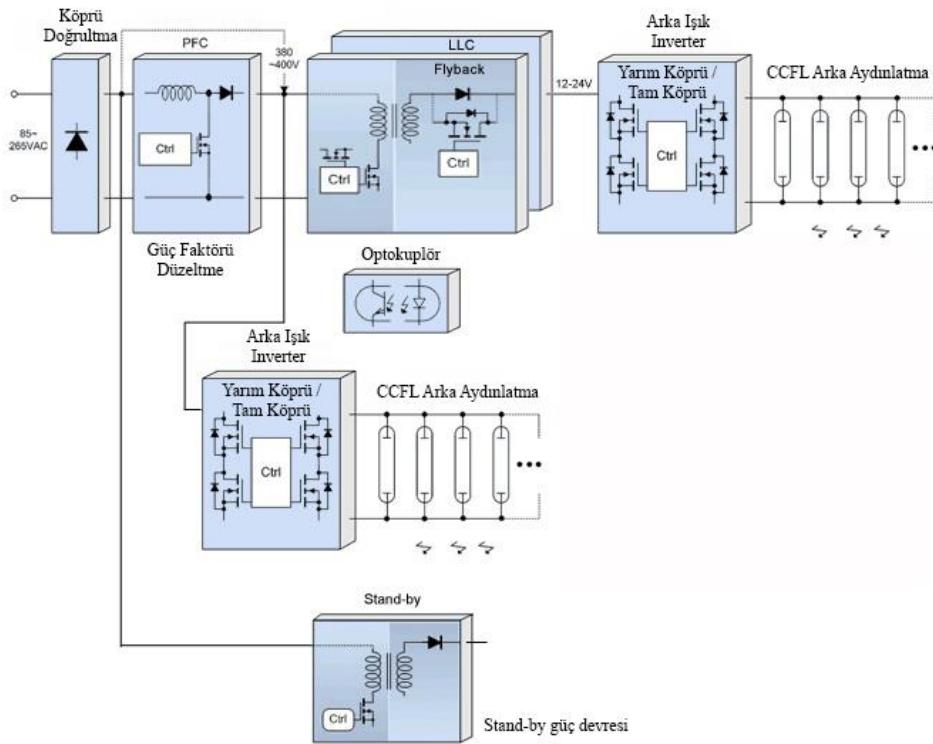 Köprü
Doğrultma
PFC
380
~400V
LLC
Flyback
12-24V
Arka Işık
Inverter
Yarım Köprü /
Tam Köprü
CCFL Arka Aydınlatma
85~
265VAC
Ctrl
Ctrl
Ctrl
Ctrl
Güç Faktörü
Düzeltme
Optokuplör
Arka Işık
Inverter
Yarım Köprü /
Tam Köprü
CCFL Arka Aydınlatma
Ctrl
Stand-by
Ctrl
Stand-by güç devresi